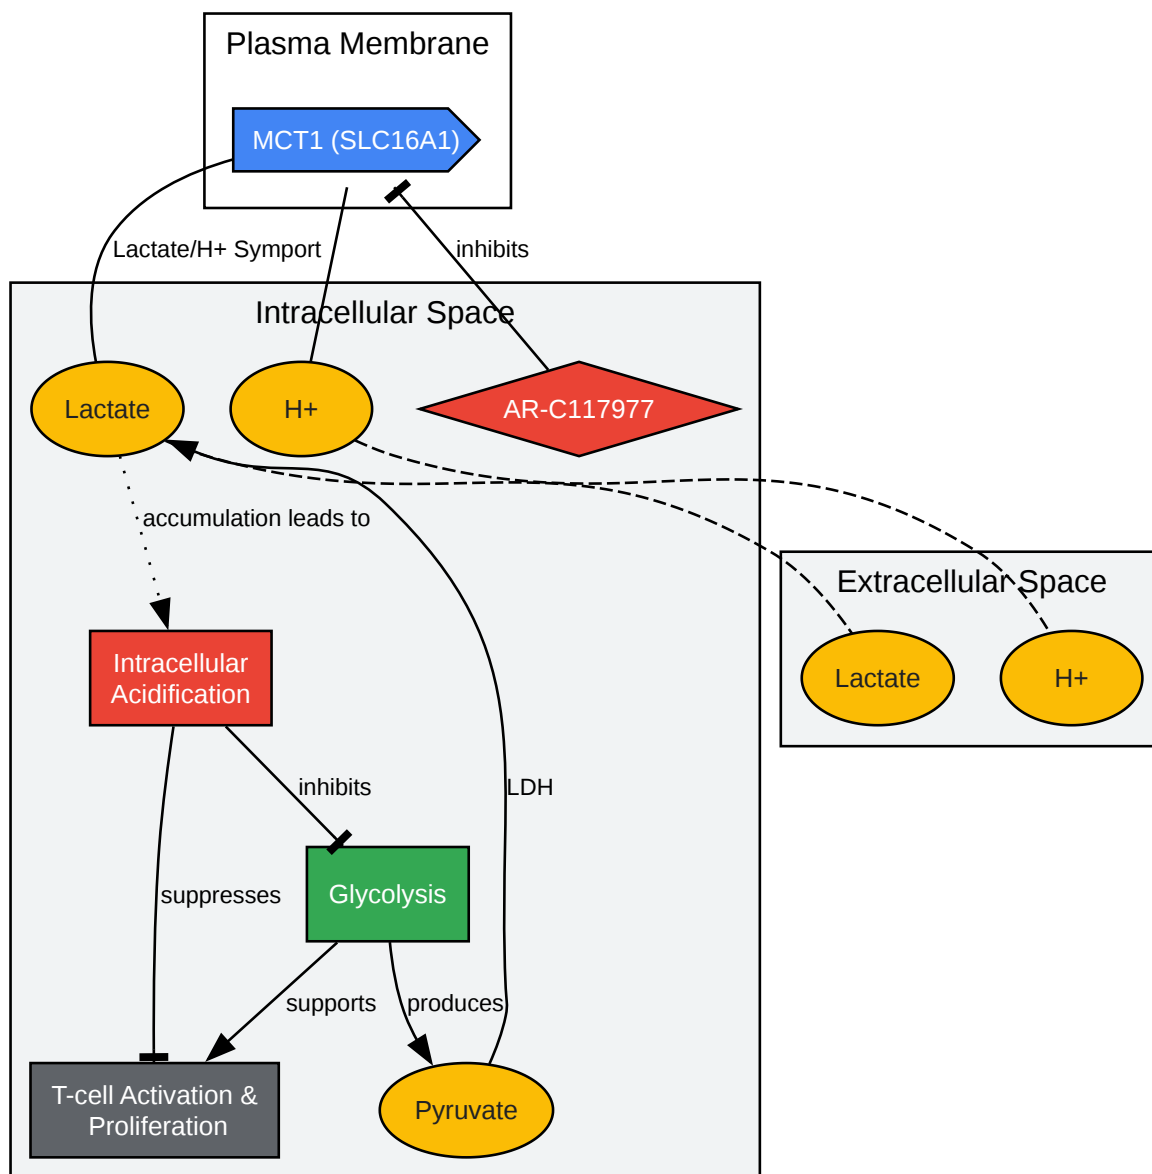 Plasma Membrane
MCT1 (SLC16A1)
Lactate/H+ Symport
inhibits
Intracellular Space
Lactate
H+
AR-C117977
accumulation leads to
Extracellular Space
Intracellular
Acidification
Lactate
H+
inhibits
LDH
suppresses
Glycolysis
supports
produces
T-cell Activation &
Proliferation
Pyruvate